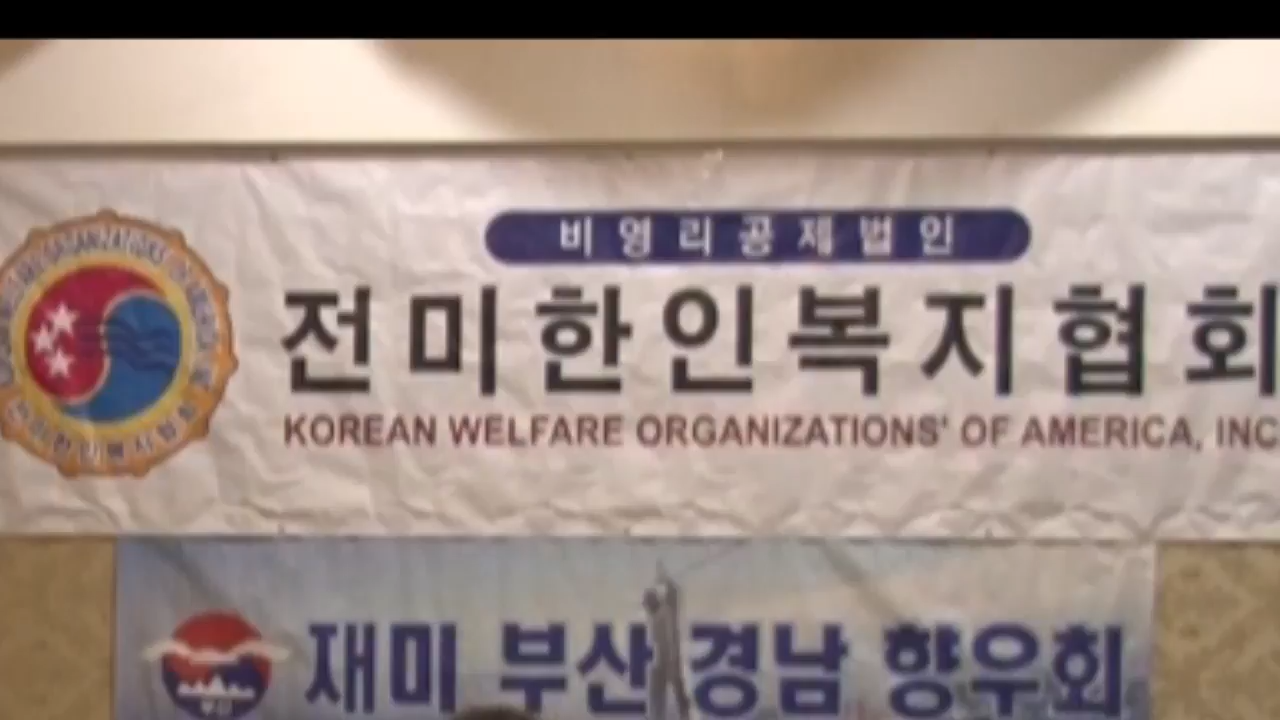 비영리공제법인
전미한인복지협회
KOREAN WELFARE ORGANIZATIONS' OF AMERICA, INC
재미 부산 경남 향우회